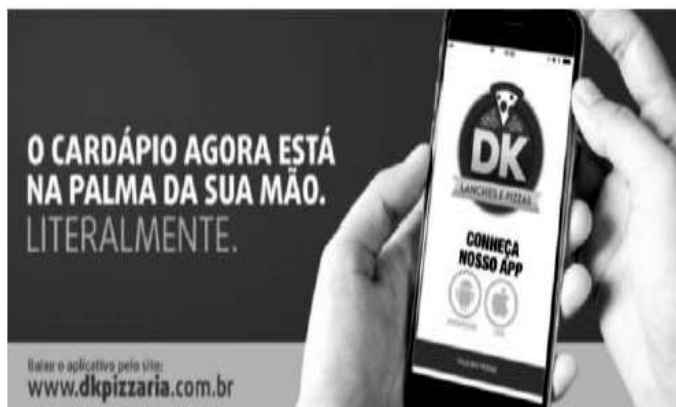 O CARDÁPIO AGORA ESTÁ
NA PALMA DA SUA MÃO.
LITERALMENTE.
Baixe o aplicativo pelo site:
www.dkpizzaria.com.br
DK
LANCHES E PIZZAS
CONHEÇA
NOSSO APP